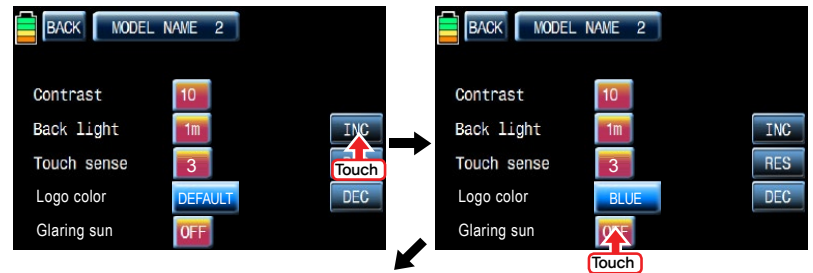 BACK MODEL NAME 2
Contrast 10
Back light 1m INC
Touch sense 3 Touch
Logo color DEFAULT DEC
Glaring sun OFF
BACK MODEL NAME 2
Contrast 10
Back light 1m INC
Touch sense 3 RES
Logo color BLUE DEC
Glaring sun
Touch